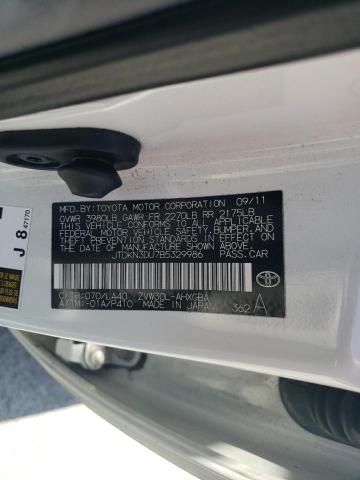 MFD. BY: TOYOTA MOTOR CORPORATION 09/11
GVWR 3980LB GAWR FR 2270LB RR 2175LB
THIS VEHICLE CONFORMS TO ALL APPLICABLE
FEDERAL MOTOR VEHICLE SAFETY, BUMPER, AND
THEFT PREVENTION STANDARDS IN EFFECT ON
THE DATE OF MANUFACTURE SHOWN ABOVE.
JTDKN3DU7B5329986 PASS.CAR
C/TR:070/LA40 ZVW30L-AHXGBA
A/TM:-01A/P410 MADE IN JAPAN 362 A
J 8 47170